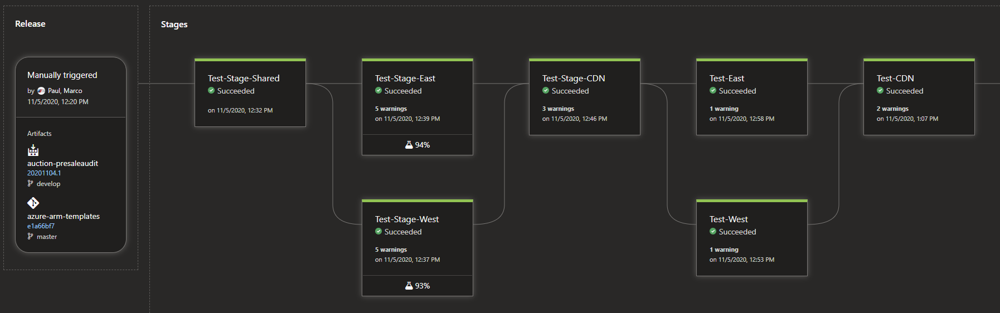 Release
Manually triggered
by Paul, Marco
11/5/2020, 12:20 PM
Artifacts
auction-presaleaudit
20201104.1
develop
azure-arm-templates
e1a66bf7
master
Stages
Test-Stage-Shared
Succeeded
on 11/5/2020, 12:32 PM
Test-Stage-East
Succeeded
5 warnings
on 11/5/2020, 12:39 PM
94%
Test-Stage-West
Succeeded
5 warnings
on 11/5/2020, 12:37 PM
93%
Test-Stage-CDN
Succeeded
3 warnings
on 11/5/2020, 12:46 PM
Test-East
Succeeded
1 warning
on 11/5/2020, 12:58 PM
Test-West
Succeeded
1 warning
on 11/5/2020, 12:53 PM
Test-CDN
Succeeded
2 warnings
on 11/5/2020, 1:07 PM